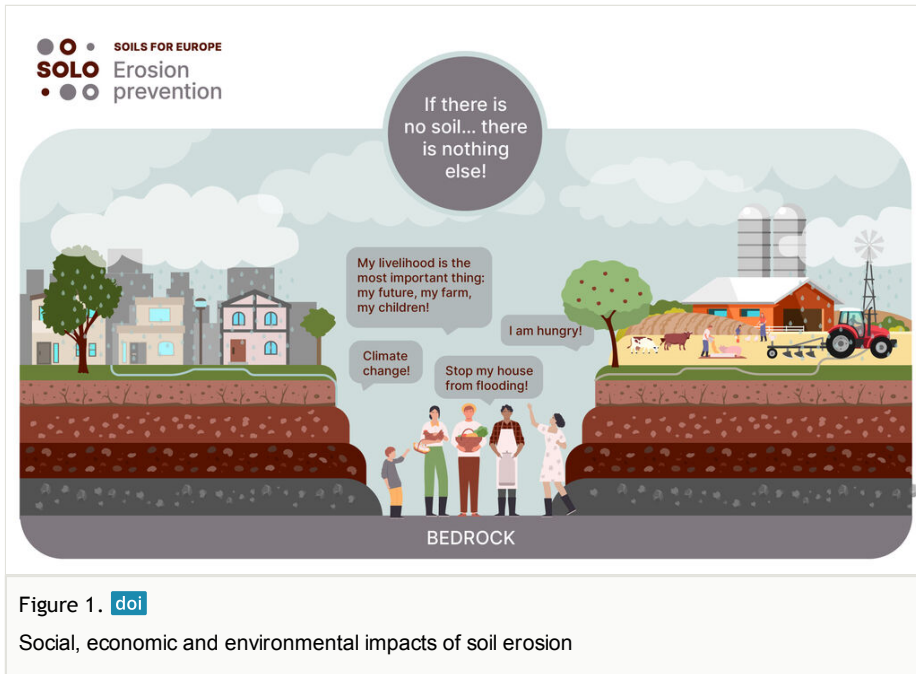 SOILS FOR EUROPE
SOLO Erosion
prevention
If there is
no soil... there
is nothing
else!
My livelihood is the
most important thing:
my future, my farm,
my children!
I am hungry!
Climate
change!
Stop my house
from flooding!
BEDROCK
Figure 1. doi
Social, economic and environmental impacts of soil erosion